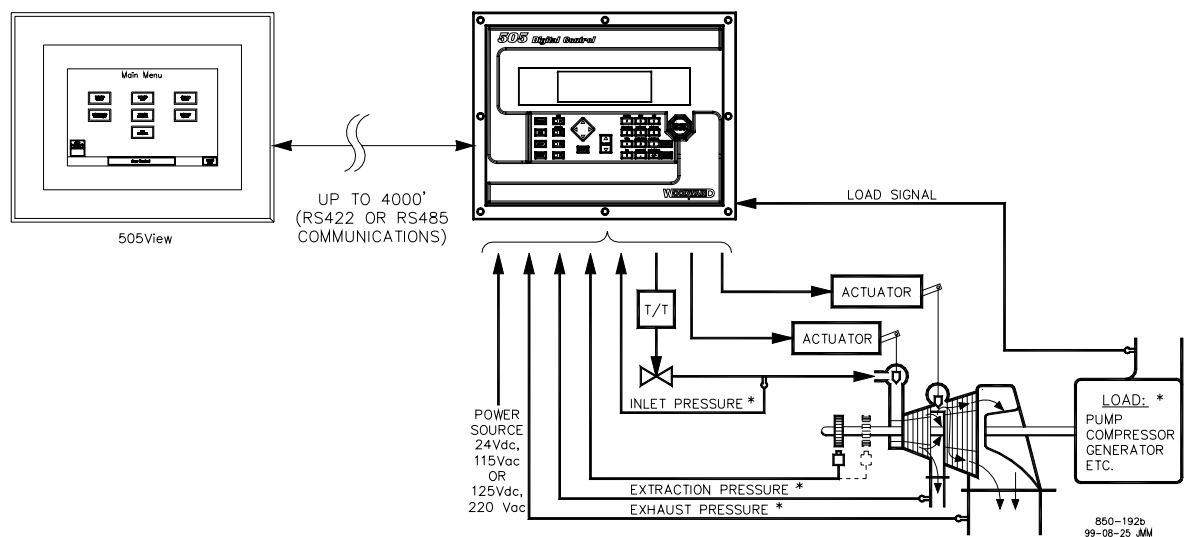 505 Digital Control
Main Menu
UP TO 4000'
(RS422 OR RS485
COMMUNICATIONS)
505View
WOODWARD
LOAD SIGNAL
ACTUATOR
T/T
ACTUATOR
INLET PRESSURE *
POWER
SOURCE
24Vdc,
115Vac
OR
125Vdc,
220 Vac
LOAD: *
PUMP
COMPRESSOR
GENERATOR
ETC.
EXTRACTION PRESSURE *
EXHAUST PRESSURE *
850-192b
99-08-25 JMM